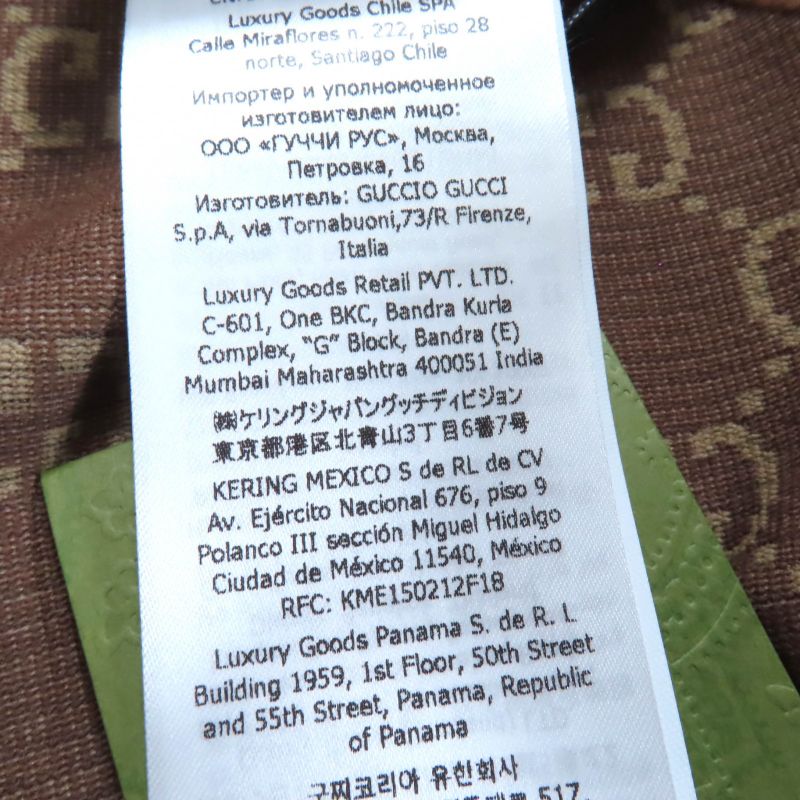 Luxury Goods Chile SPA
Calle Miraflores n. 222, piso 28
norte, Santiago Chile
Импортер и уполномоченное
изготовителем лицо:
ООО «ГУЧЧИ РУС», Москва,
Петровка, 16
Изготовитель: GUCCIO GUCCI
S.p.A, via Tornabuoni,73/R Firenze,
Italia
Luxury Goods Retail PVT. LTD.
C-601, One BKC, Bandra Kurla
Complex, "G" Block, Bandra (E)
Mumbai Maharashtra 400051 India
㈱ケリングジャパングッチディビジョン
東京都港区北青山3丁目6番7号
KERING MEXICO S de RL de CV
Av. Ejército Nacional 676, piso 9
Polanco III sección Miguel Hidalgo
Ciudad de México 11540, México
RFC: KME150212F18
Luxury Goods Panama S. de R. L
Building 1959, 1st Floor, 50th Street
and 55th Street, Panama, Republic
of Panama
구찌코리아 유한회사
517,